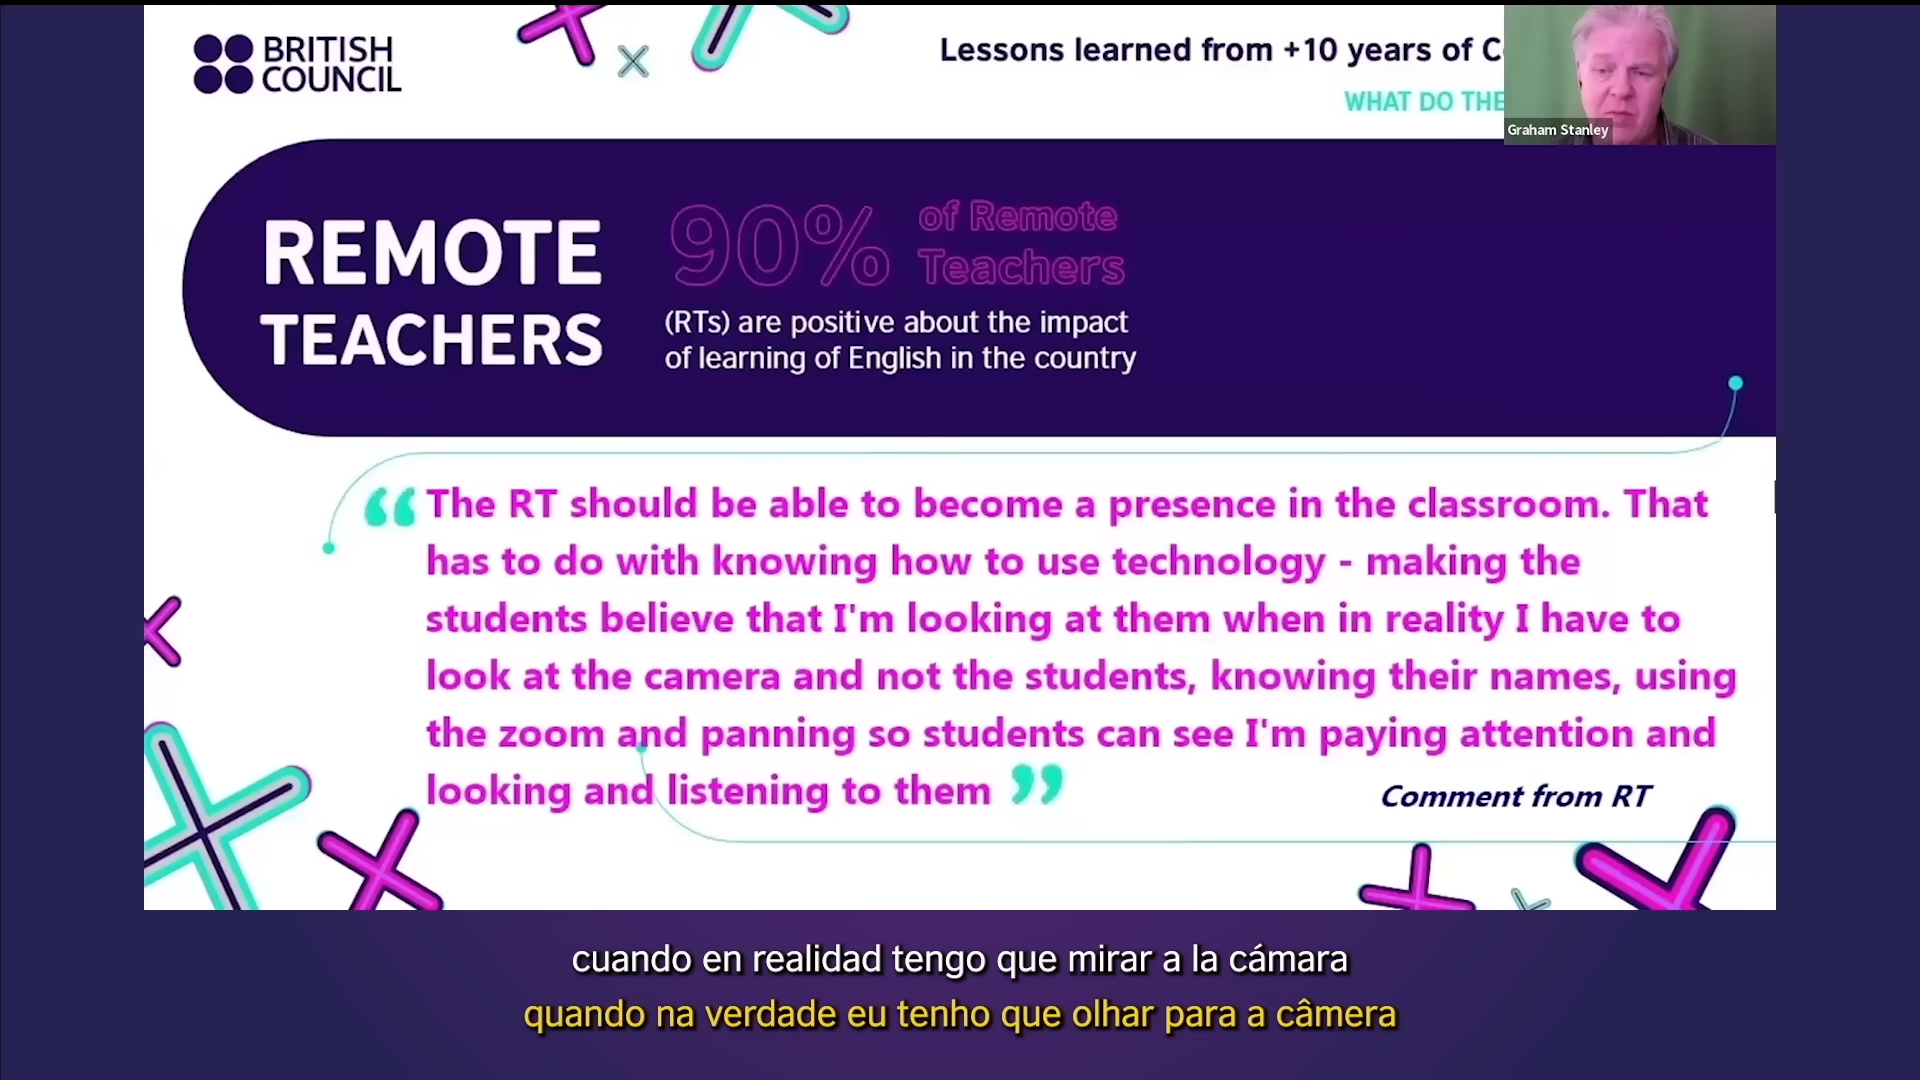 BRITISH
COUNCIL
Lessons learned from +10 years of
WHAT DO THE
Graham Stanley
REMOTE
TEACHERS
90%
of Remote
Teachers
(RTs) are positive about the impact
of learning of English in the country
“The RT should be able to become a presence in the classroom. That
has to do with knowing how to use technology - making the
students believe that I'm looking at them when in reality I have to
look at the camera and not the students, knowing their names, using
the zoom and panning so students can see I'm paying attention and
looking and listening to them”
Comment from RT
cuando en realidad tengo que mirar a la cámara
quando na verdade eu tenho que olhar para a câmera